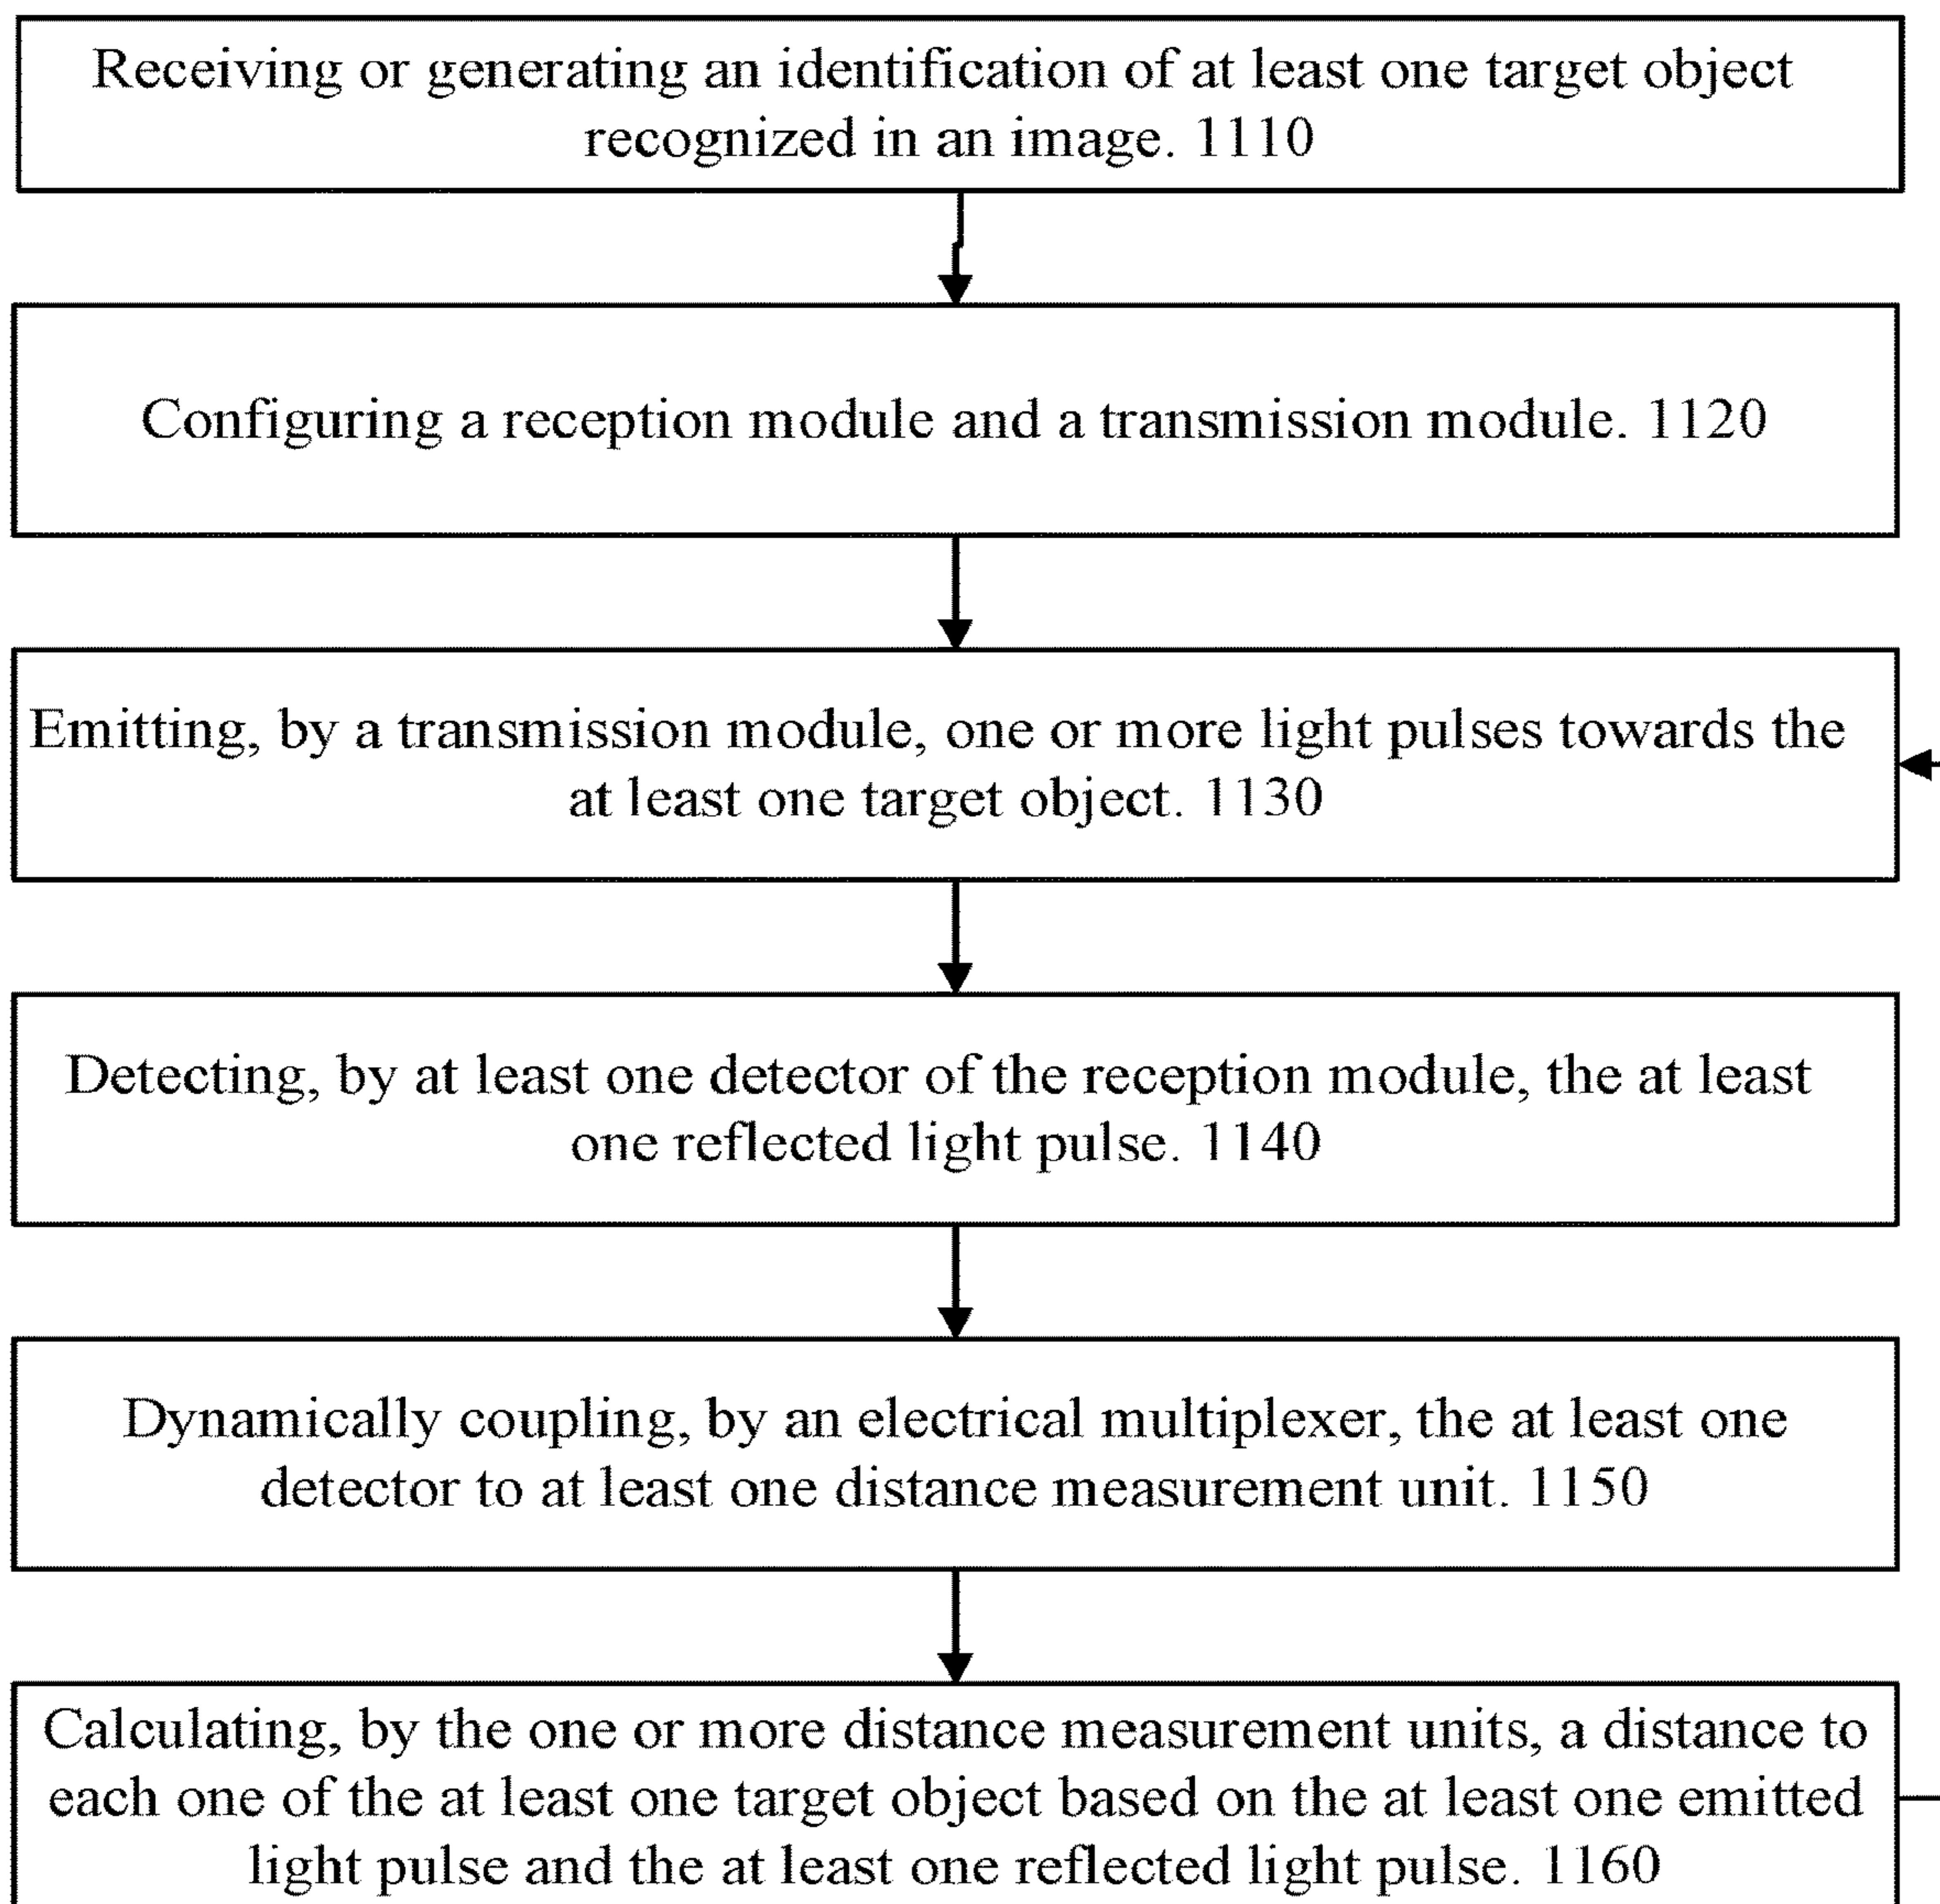 Receiving or generating an identification of at least one target object
recognized in an image. 1110
Configuring a reception module and a transmission module. 1120
Emitting, by a transmission module, one or more light pulses towards the
at least one target object. 1130
Detecting, by at least one detector of the reception module, the at least
one reflected light pulse. 1140
Dynamically coupling, by an electrical multiplexer, the at least one
detector to at least one distance measurement unit. 1150
Calculating, by the one or more distance measurement units, a distance to
each one of the at least one target object based on the at least one emitted
light pulse and the at least one reflected light pulse. 1160